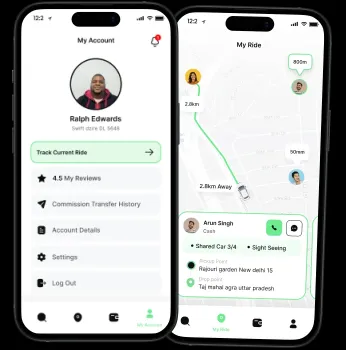 12:2
My Account
Ralph Edwards
Swift dzire DL 5649
Track Current Ride
4.5 My Reviews
Commission Transfer History
Account Details
Settings
Log Out
My Account
12:2
My Ride
800m
2.8km
50mm
2.8km Away
Arun Singh
Cash
• Shared Car 3/4
• Sight Seeing
Pickup Point
Rajouri garden New delhi 15
Drop point
Taj mahal agra uttar pradesh
My Ride